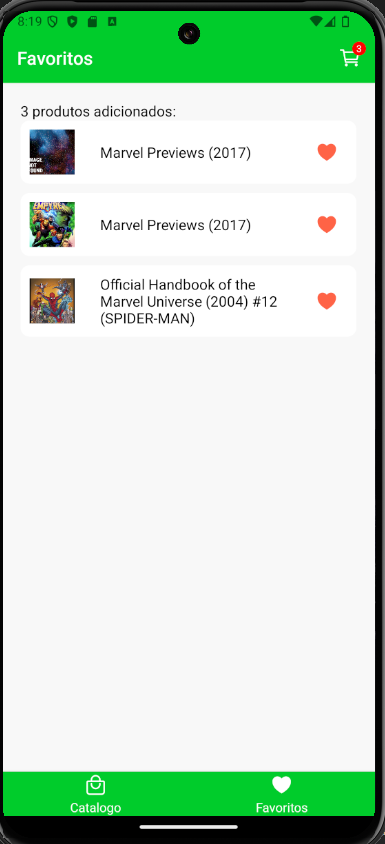 8:19
Favoritos
3
3 produtos adicionados:
Marvel Previews (2017)
Marvel Previews (2017)
Official Handbook of the
Marvel Universe (2004) #12
(SPIDER-MAN)
Catalogo
Favoritos